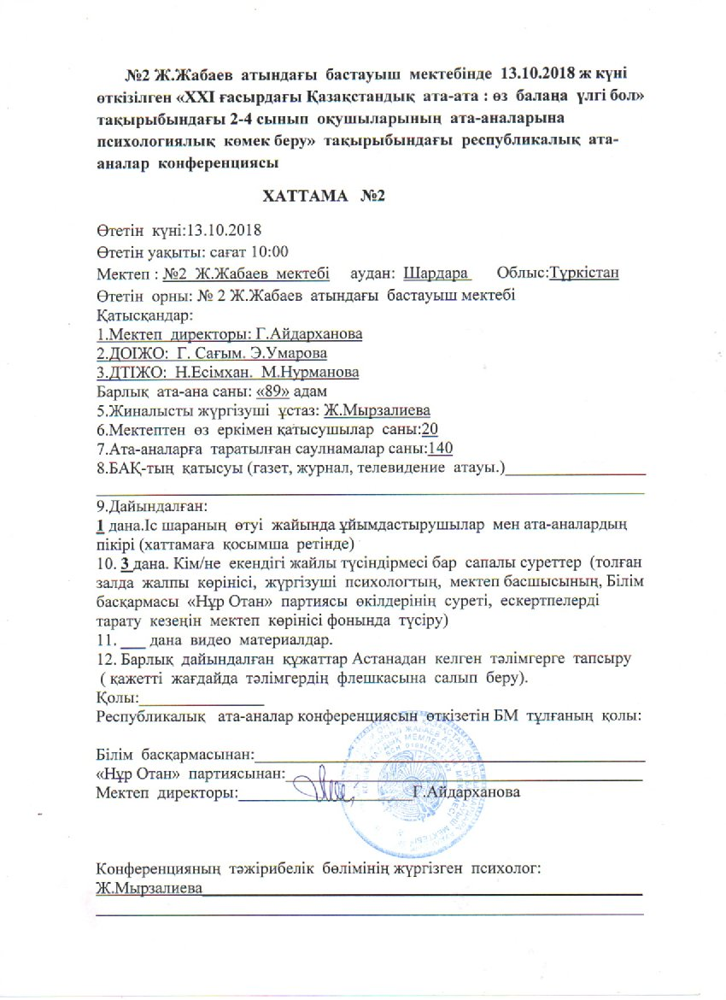 №2 Ж.Жабаев атындағы бастауыш мектебінде 13.10.2018 ж күні
өткізілген «ХХІ ғасырдағы Қазақстандық ата-ата : өз балаңа үлгі бол»
тақырыбындағы 2-4 сынып оқушыларының ата-аналарына
психологиялық көмек беру» тақырыбындағы республикалық ата-
аналар конференциясы
ХАТТАМА №2
Өтетін күні:13.10.2018
Өтетін уақыты: сағат 10:00
Мектеп : №2 Ж.Жабаев мектебі аудан: Шардара Облыс:Түркістан
Өтетін орны: № 2 Ж.Жабаев атындағы бастауыш мектебі
Қатысқандар:
1.Мектеп директоры: Г.Айдарханова
2.ДОІЖО: Г. Сағым. Э.Умарова
3.ДТІЖО: Н.Есімхан. М.Нурманова
Барлық ата-ана саны: «89» адам
5.Жиналысты жүргізуші ұстаз: Ж.Мырзалиева
6.Мектептен өз еркімен қатысушылар саны:20
7.Ата-аналарға таратылған саулнамалар саны:140
8.БАҚ-тың қатысуы (газет, журнал, телевидение атауы.)
9.Дайындалған:
1 дана.Іс шараның өтуі жайында ұйымдастырушылар мен ата-аналардың
пікірі (хаттамаға қосымша ретінде)
10. 3 дана. Кім/не екендігі жайлы түсіндірмесі бар сапалы суреттер (толған
залда жалпы көрінісі, жүргізуші психологтың, мектеп басшысының, Білім
басқармасы «Нұр Отан» партиясы өкілдерінің суреті, ескертпелерді
тарату кезеңін мектеп көрінісі фонында түсіру)
11. ___ дана видео материалдар.
12. Барлық дайындалған құжаттар Астанадан келген тәлімгерге тапсыру
( қажетті жағдайда тәлімгердің флешкасына салып беру).
Қолы:
Республикалық ата-аналар конференциясын өткізетін БМ тұлғаның қолы:
Білім басқармасынан:
«Нұр Отан» партиясынан:
Мектеп директоры: Г.Айдарханова
Конференцияның тәжірибелік бөлімінің жүргізген психолог:
Ж.Мырзалиева